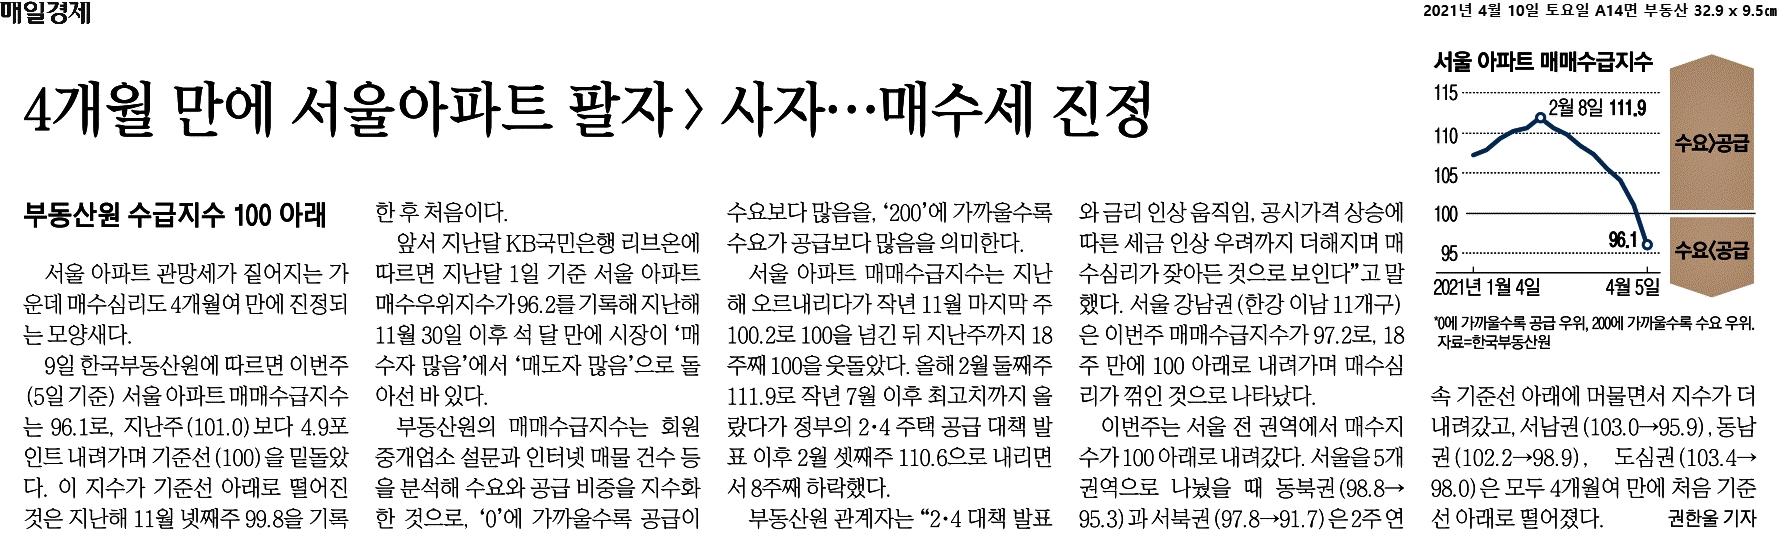 매일경제
2021년 4월 10일 토요일 A14면 부동산 32.9 x 9.5㎝
4개월 만에 서울아파트 팔자 > 사자…매수세 진정
부동산원 수급지수 100 아래
서울 아파트 관망세가 짙어지는 가
운데 매수심리도 4개월여 만에 진정되
는 모양새다.
9일 한국부동산원에 따르면 이번주
(5일 기준) 서울 아파트 매매수급지수
는 96.1로, 지난주(101.0)보다 4.9포
인트 내려가며 기준선(100)을 밑돌았
다. 이 지수가 기준선 아래로 떨어진
것은 지난해 11월 넷째주 99.8을 기록
한 후 처음이다.
앞서 지난달 KB국민은행 리브온에
따르면 지난달 1일 기준 서울 아파트
매수우위지수가 96.2를 기록해 지난해
11월 30일 이후 석 달 만에 시장이 ‘매
수자 많음’에서 ‘매도자 많음’으로 돌
아선 바 있다.
부동산원의 매매수급지수는 회원
중개업소 설문과 인터넷 매물 건수 등
을 분석해 수요와 공급 비중을 지수화
한 것으로, ‘0’에 가까울수록 공급이
수요보다 많음을, ‘200’에 가까울수록
수요가 공급보다 많음을 의미한다.
서울 아파트 매매수급지수는 지난
해 오르내리다가 작년 11월 마지막 주
100.2로 100을 넘긴 뒤 지난주까지 18
주째 100을 웃돌았다. 올해 2월 둘째주
111.9로 작년 7월 이후 최고치까지 올
랐다가 정부의 2·4 주택 공급 대책 발
표 이후 2월 셋째주 110.6으로 내리면
서 8주째 하락했다.
부동산원 관계자는 “2·4 대책 발표
와 금리 인상 움직임, 공시가격 상승에
따른 세금 인상 우려까지 더해지며 매
수심리가 잦아든 것으로 보인다”고 말
했다. 서울 강남권(한강 이남 11개구)
은 이번주 매매수급지수가 97.2로, 18
주 만에 100 아래로 내려가며 매수심
리가 꺾인 것으로 나타났다.
이번주는 서울 전 권역에서 매수지
수가 100 아래로 내려갔다. 서울을 5개
권역으로 나눴을 때 동북권(98.8→
95.3)과 서북권(97.8→91.7)은 2주 연
서울 아파트 매매수급지수
115
2월 8일 111.9
110
수요>공급
105
100
96.1
수요<공급
95
2021년 1월 4일 4월 5일
*0에 가까울수록 공급 우위, 200에 가까울수록 수요 우위.
자료=한국부동산원
속 기준선 아래에 머물면서 지수가 더
내려갔고, 서남권(103.0→95.9), 동남
권(102.2→98.9), 도심권(103.4→
98.0)은 모두 4개월여 만에 처음 기준
선 아래로 떨어졌다. 권한울 기자